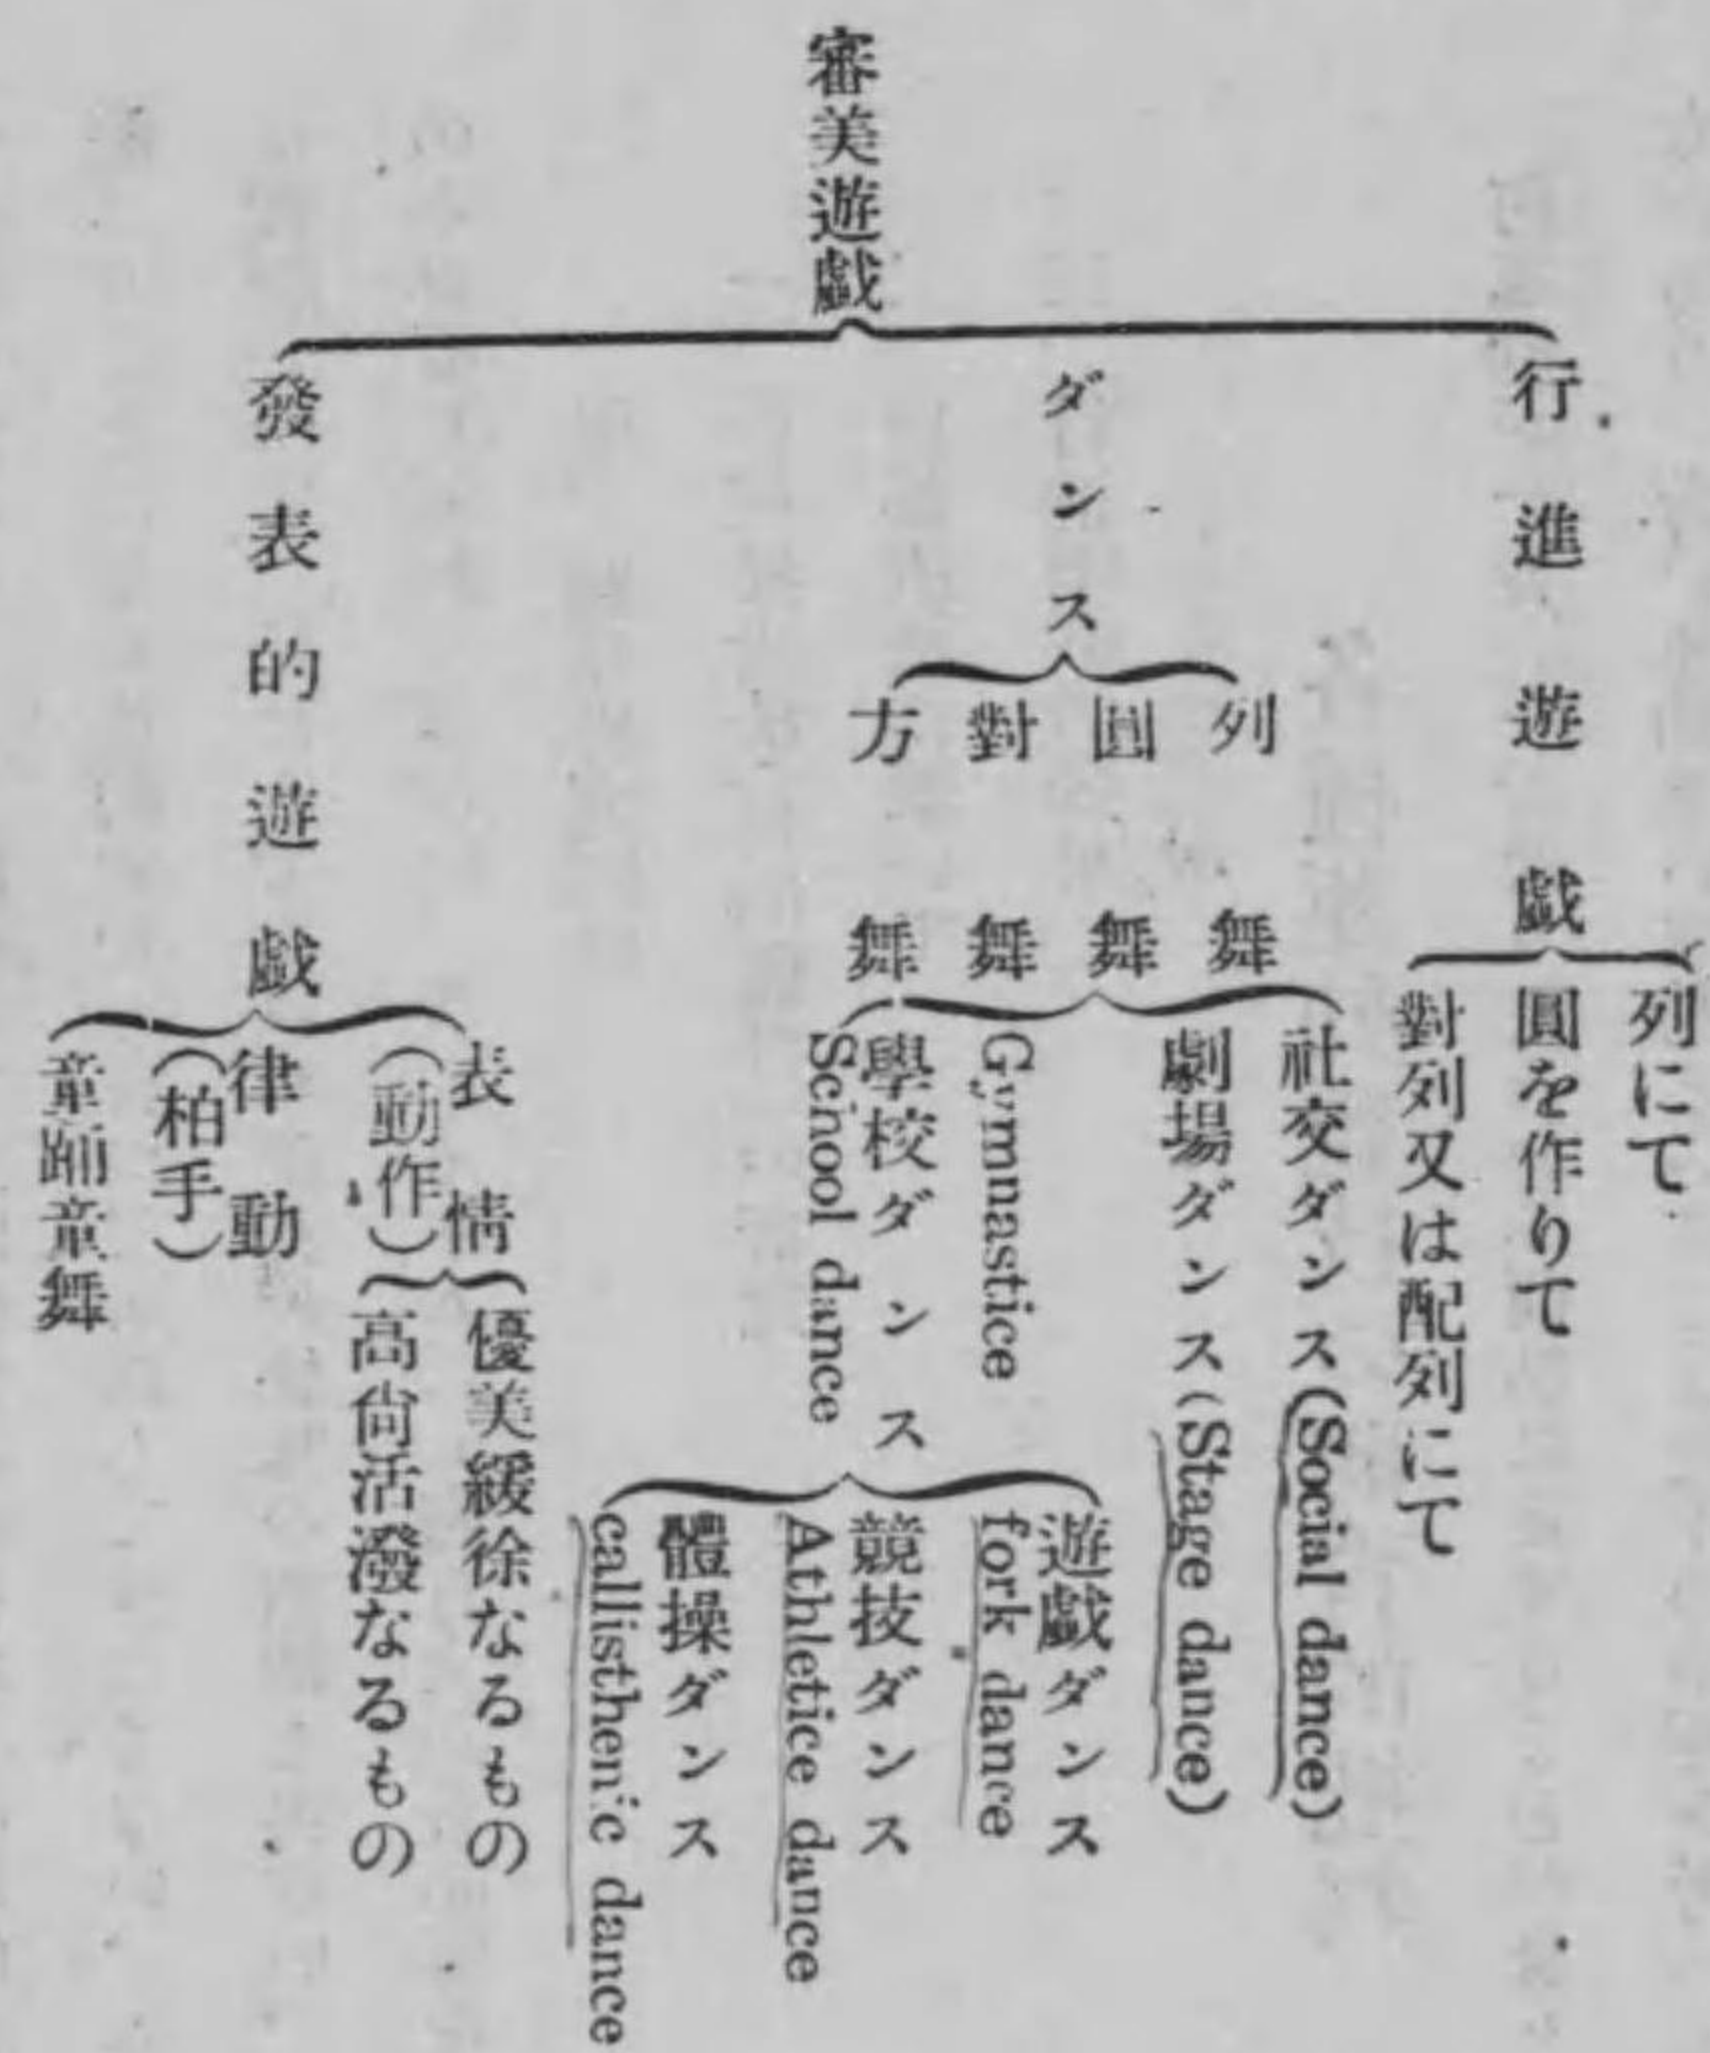 審美遊戯
行進遊戯
列にて
圓を作りて
對列又は配列にて
ダンス
列舞
圓舞
對舞
方舞
社交ダンス(Social dance)
劇場ダンス(Stage dance)
Gymnastice
學校ダンス
School dance
遊戯ダンス
fork dance
競技ダンス
Athletice dance
體操ダンス
callisthenic dance
發表的遊戯
表情
(動作)
優美緩徐なるもの
高尙活潑なるもの
律動
(柏手)
童踊童舞